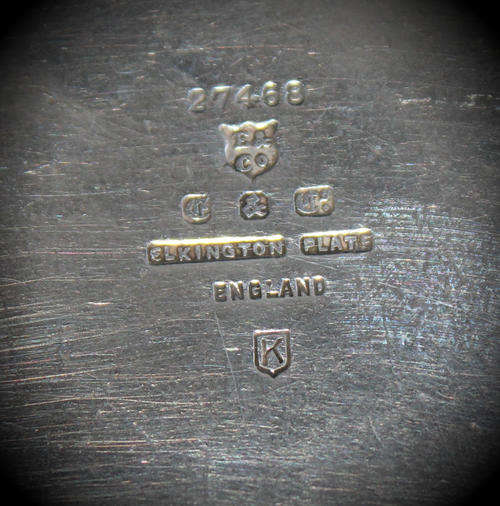 27468
E &
CO
&
ELKINGTON PLATE
ENGLAND
K